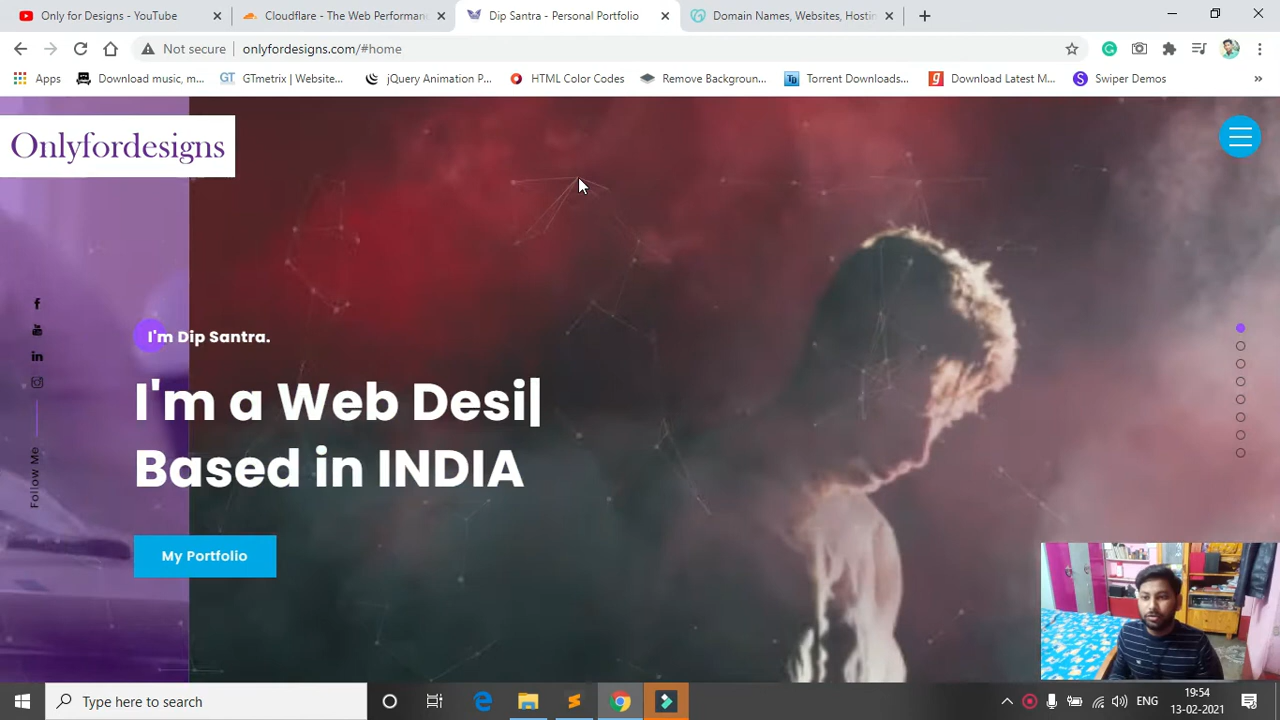 Only for Designs - YouTube
Cloudflare - The Web Performanc
Dip Santra - Personal Portfolio
Domain Names, Websites, Hostin
Not secure
onlyfordesigns.com/#home
Apps
Download music, m...
GT GTmetrix | Website...
jQuery Animation P...
HTML Color Codes
Remove Backgroun...
Torrent Downloads...
Download Latest M...
Swiper Demos
Onlyfordesigns
I'm Dip Santra.
I'm a Web Desi|
Based in INDIA
My Portfolio
Follow Me
Type here to search
ENG
19:54
13-02-2021